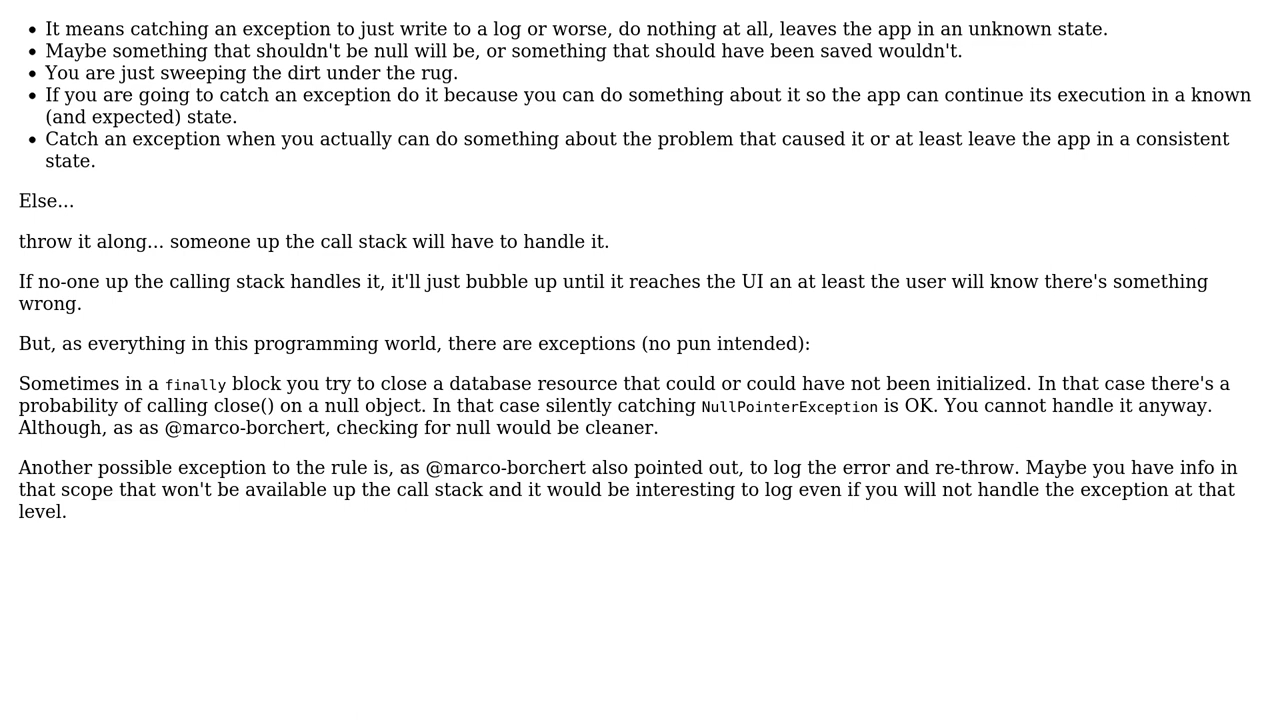 • It means catching an exception to just write to a log or worse, do nothing at all, leaves the app in an unknown state.
• Maybe something that shouldn't be null will be, or something that should have been saved wouldn't.
• You are just sweeping the dirt under the rug.
• If you are going to catch an exception do it because you can do something about it so the app can continue its execution in a known
(and expected) state.
• Catch an exception when you actually can do something about the problem that caused it or at least leave the app in a consistent
state.
Else...
throw it along... someone up the call stack will have to handle it.
If no-one up the calling stack handles it, it'll just bubble up until it reaches the UI an at least the user will know there's something
wrong.
But, as everything in this programming world, there are exceptions (no pun intended):
Sometimes in a finally block you try to close a database resource that could or could have not been initialized. In that case there's a
probability of calling close() on a null object. In that case silently catching NullPointerException is OK. You cannot handle it anyway.
Although, as as @marco-borchert, checking for null would be cleaner.
Another possible exception to the rule is, as @marco-borchert also pointed out, to log the error and re-throw. Maybe you have info in
that scope that won't be available up the call stack and it would be interesting to log even if you will not handle the exception at that
level.